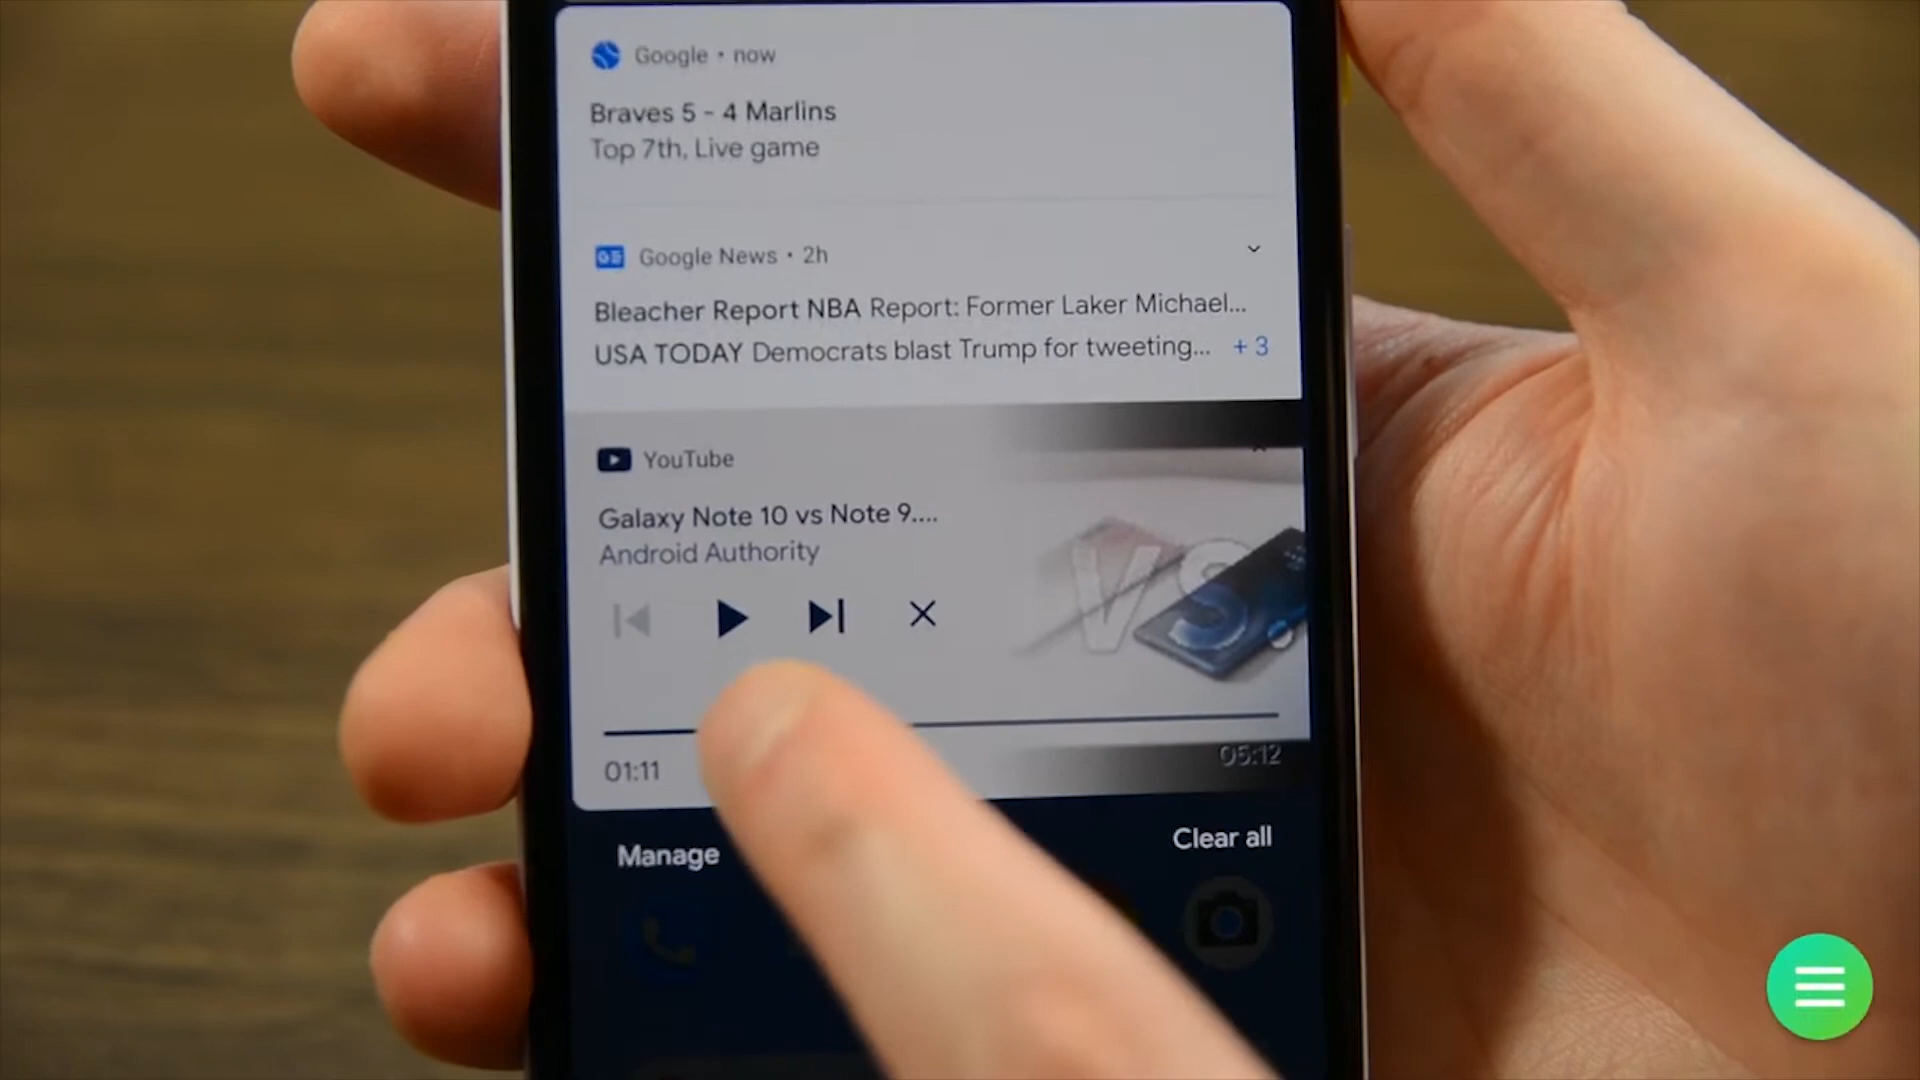 Google • now
Braves 5 - 4 Marlins
Top 7th, Live game
Google News • 2h
Bleacher Report NBA Report: Former Laker Michael...
USA TODAY Democrats blast Trump for tweeting... + 3
YouTube
Galaxy Note 10 vs Note 9....
Android Authority
VS.
01:11
05:12
Manage
Clear all